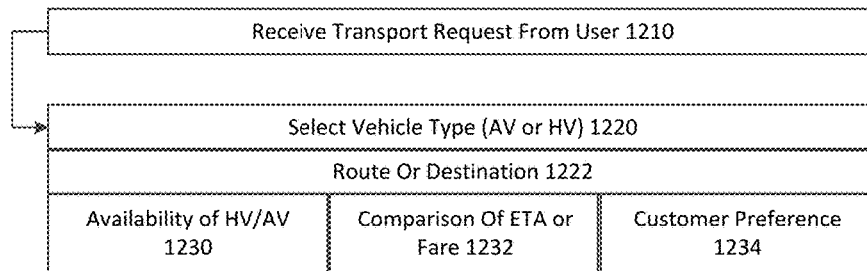 Receive Transport Request From User 1210
Select Vehicle Type (AV or HV) 1220
Route Or Destination 1222
Availability of HV/AV
1230
Comparison Of ETA or
Fare 1232
Customer Preference
1234